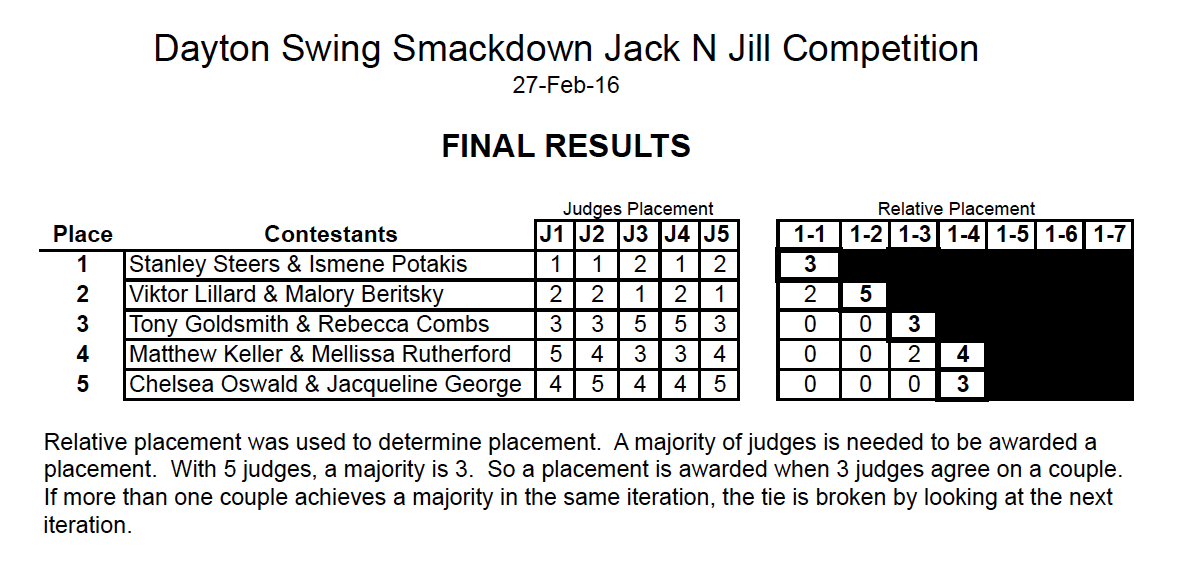 Dayton Swing Smackdown Jack N Jill Competition
27-Feb-16
FINAL RESULTS
Judges Placement Relative Placement
Place Contestants J1 J2 J3 J4 J5 1-1 1-2 1-3 1-4 1-5 1-6 1-7
1 Stanley Steers & Ismene Potakis 1 1 2 1 2 3
2 Viktor Lillard & Malory Beritsky 2 2 1 2 1 2 5
3 Tony Goldsmith & Rebecca Combs 3 3 5 5 3 0 0 3
4 Matthew Keller & Mellissa Rutherford 5 4 3 3 4 0 0 2 4
5 Chelsea Oswald & Jacqueline George 4 5 4 4 5 0 0 0 3
Relative placement was used to determine placement.  A majority of judges is needed to be awarded a
placement.  With 5 judges, a majority is 3.  So a placement is awarded when 3 judges agree on a couple.
If more than one couple achieves a majority in the same iteration, the tie is broken by looking at the next
iteration.